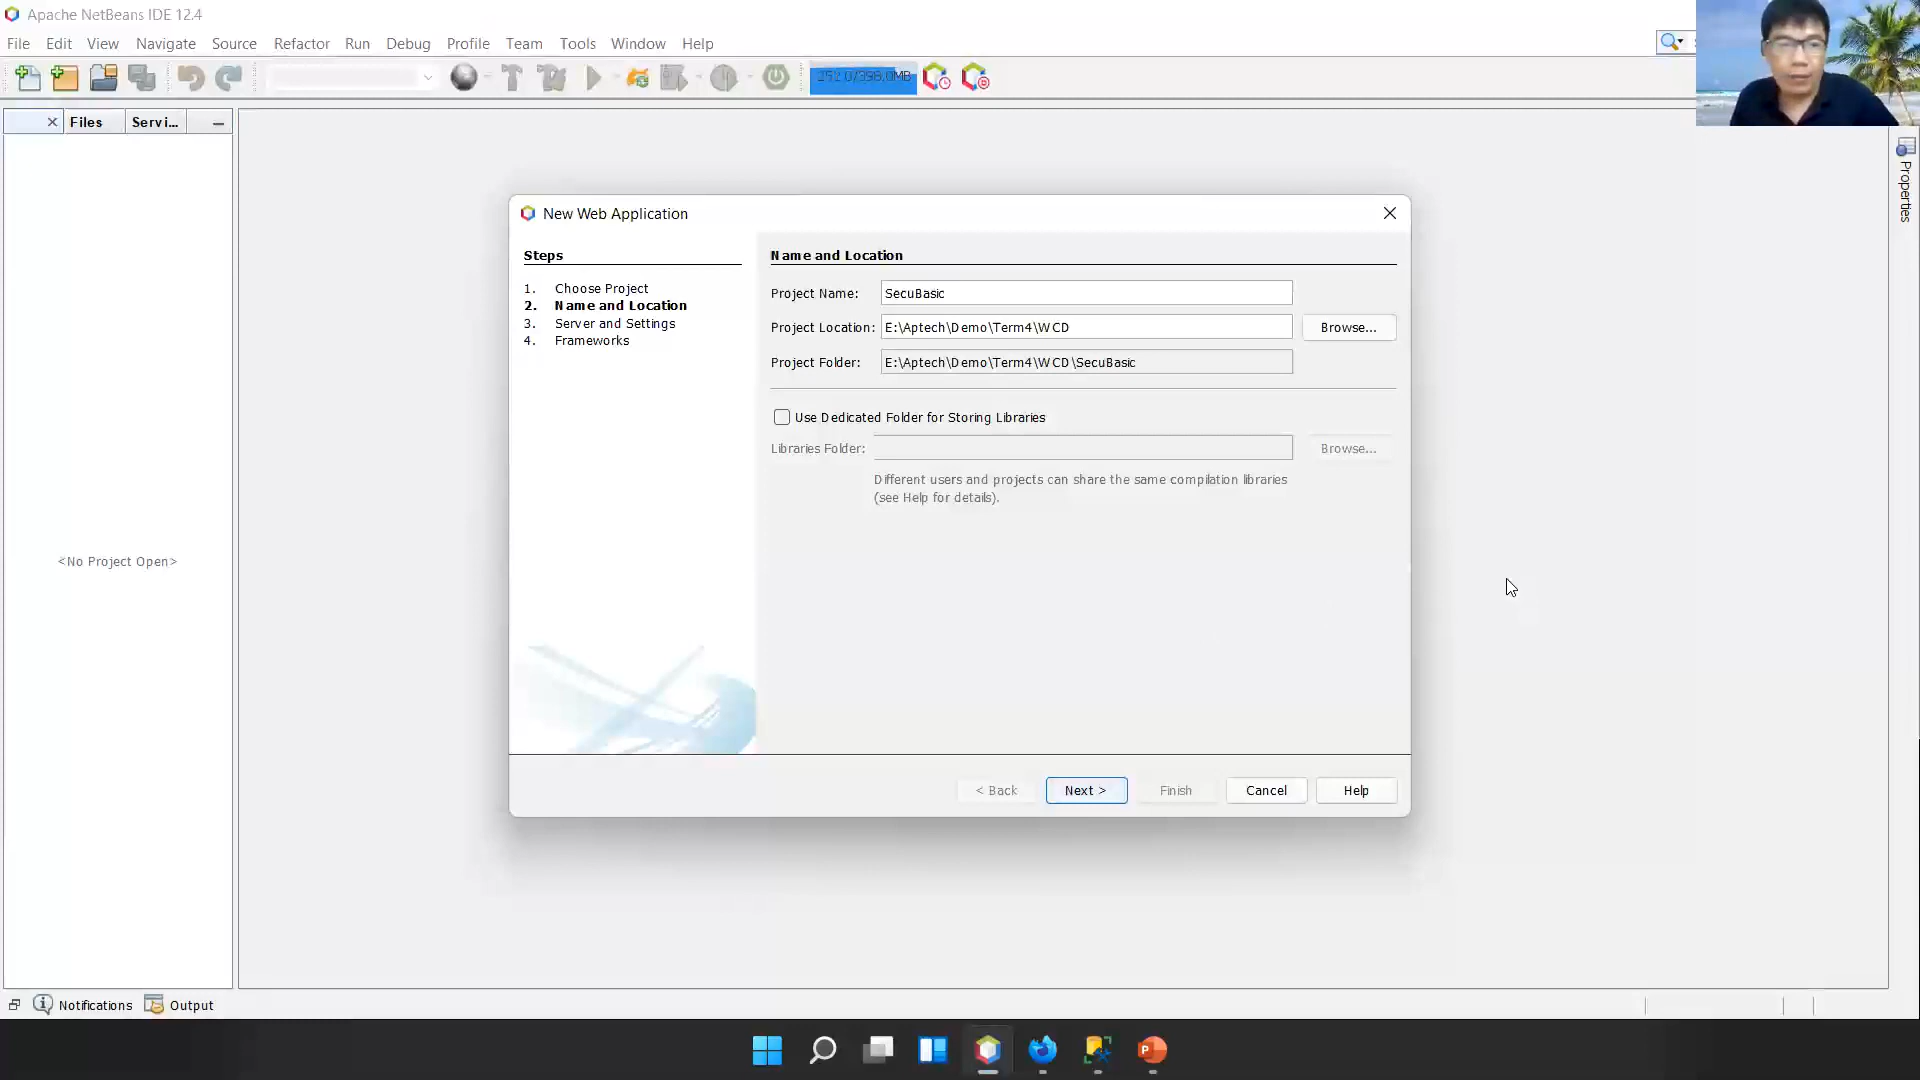 Apache NetBeans IDE 12.4
File Edit View Navigate Source Refactor Run Debug Profile Team Tools Window Help
252.0/398.0MB
Files Servi...
Properties
<No Project Open>
New Web Application
Steps
1. Choose Project
2. Name and Location
3. Server and Settings
4. Frameworks
Name and Location
Project Name: SecuBasic
Project Location: E:\Aptech\Demo\Term4\WCD Browse...
Project Folder: E:\Aptech\Demo\Term4\WCD\SecuBasic
Use Dedicated Folder for Storing Libraries
Libraries Folder: Browse...
Different users and projects can share the same compilation libraries
(see Help for details).
< Back Next > Finish Cancel Help
Notifications Output